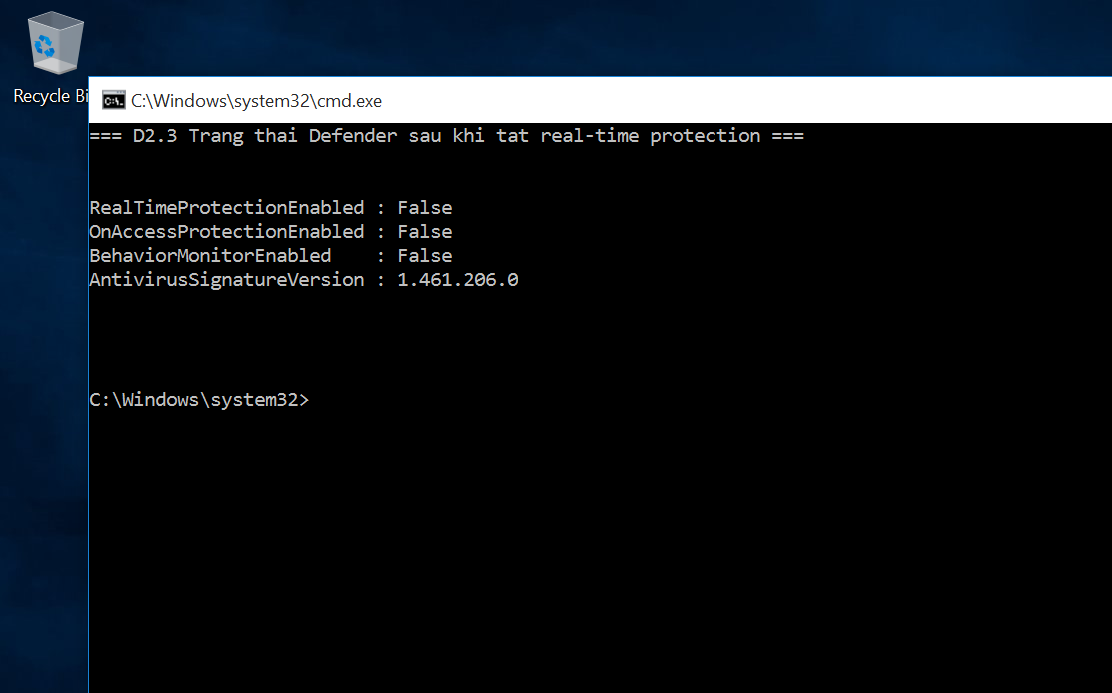 Recycle Bi
C:\Windows\system32\cmd.exe
=== D2.3 Trang thai Defender sau khi tat real-time protection ===
RealTimeProtectionEnabled : False
OnAccessProtectionEnabled : False
BehaviorMonitorEnabled    : False
AntivirusSignatureVersion : 1.461.206.0
C:\Windows\system32>